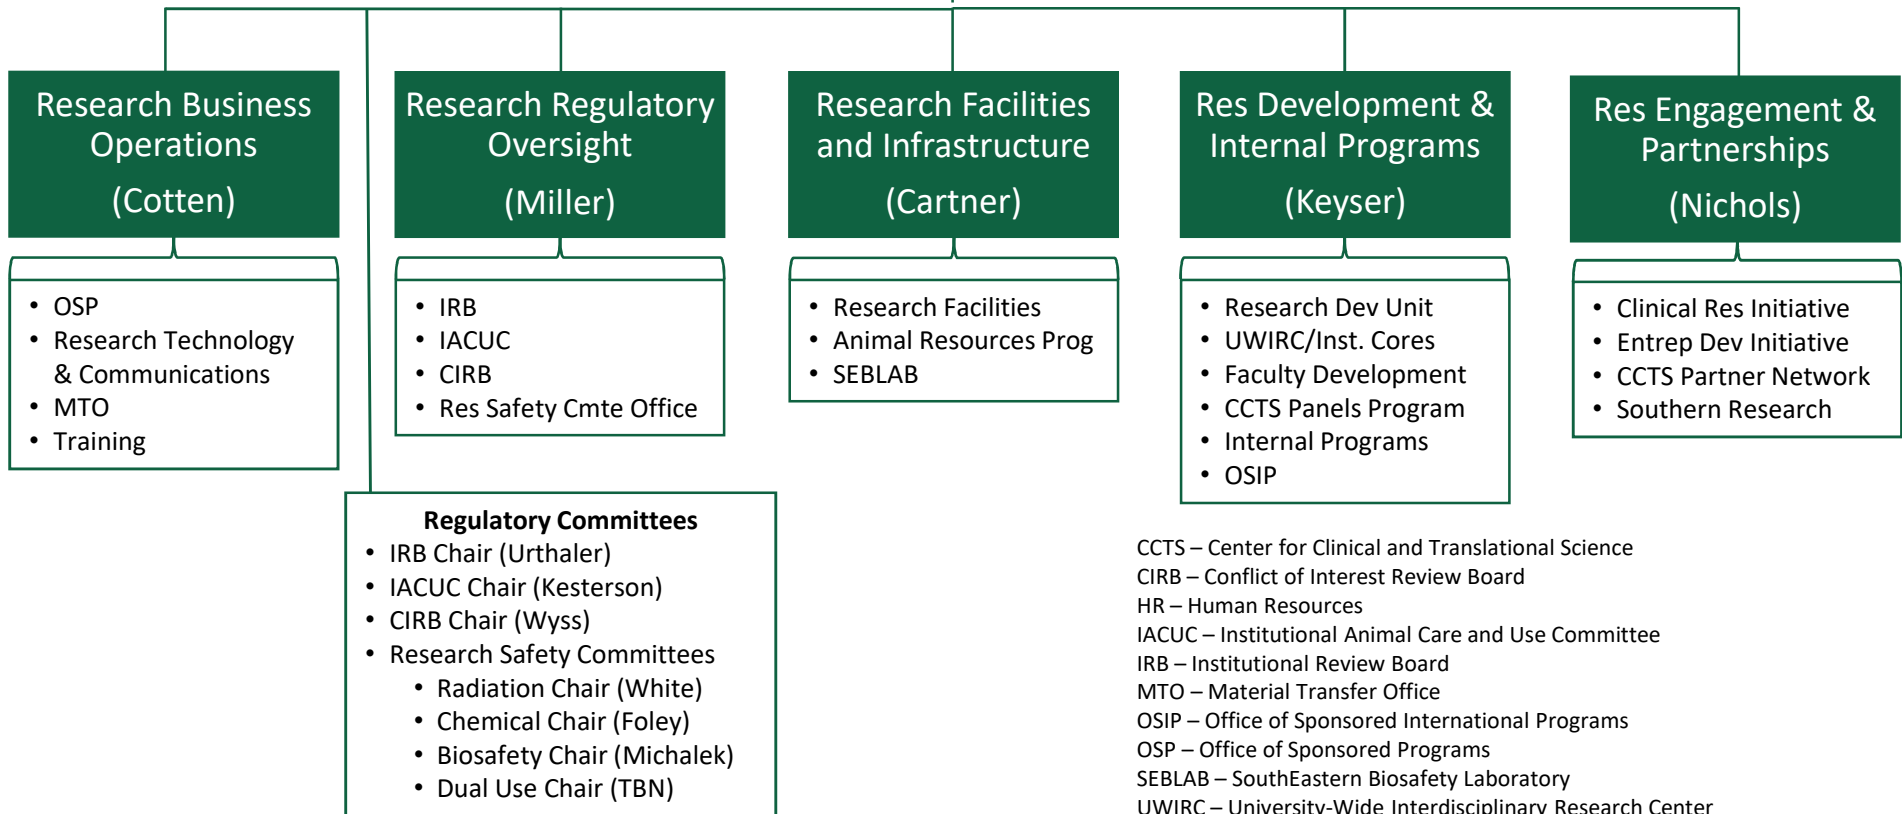 Research Business
Operations
(Cotten)
• OSP
• Research Technology
& Communications
• MTO
• Training
Research Regulatory
Oversight
(Miller)
• IRB
• IACUC
• CIRB
• Res Safety Cmte Office
Research Facilities
and Infrastructure
(Cartner)
• Research Facilities
• Animal Resources Prog
• SEBLAB
Res Development &
Internal Programs
(Keyser)
• Research Dev Unit
• UWIRC/Inst. Cores
• Faculty Development
• CCTS Panels Program
• Internal Programs
• OSIP
Res Engagement &
Partnerships
(Nichols)
• Clinical Res Initiative
• Entrep Dev Initiative
• CCTS Partner Network
• Southern Research
Regulatory Committees
• IRB Chair (Urthaler)
• IACUC Chair (Kesterson)
• CIRB Chair (Wyss)
• Research Safety Committees
• Radiation Chair (White)
• Chemical Chair (Foley)
• Biosafety Chair (Michalek)
• Dual Use Chair (TBN)
CCTS – Center for Clinical and Translational Science
CIRB – Conflict of Interest Review Board
HR – Human Resources
IACUC – Institutional Animal Care and Use Committee
IRB – Institutional Review Board
MTO – Material Transfer Office
OSIP – Office of Sponsored International Programs
OSP – Office of Sponsored Programs
SEBLAB – SouthEastern Biosafety Laboratory
UWIRC – University-Wide Interdisciplinary Research Center